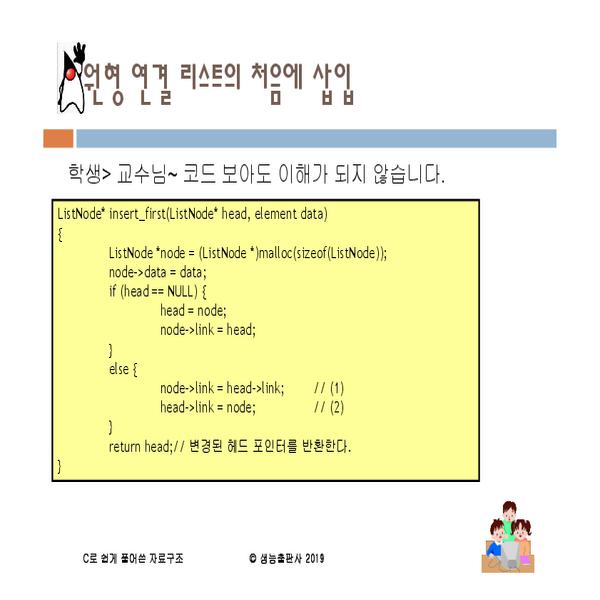 원형 연결 리스트의 처음에 삽입
학생> 교수님~ 코드 보아도 이해가 되지 않습니다.
ListNode* insert_first(ListNode* head, element data)
{
ListNode *node = (ListNode *)malloc(sizeof(ListNode));
node->data = data;
if (head == NULL) {
head = node;
node->link = head;
}
else {
node->link = head->link; // (1)
head->link = node; // (2)
}
return head;// 변경된 헤드 포인터를 반환한다.
}
C로 쉽게 풀어쓴 자료구조 © 생능출판사 2019